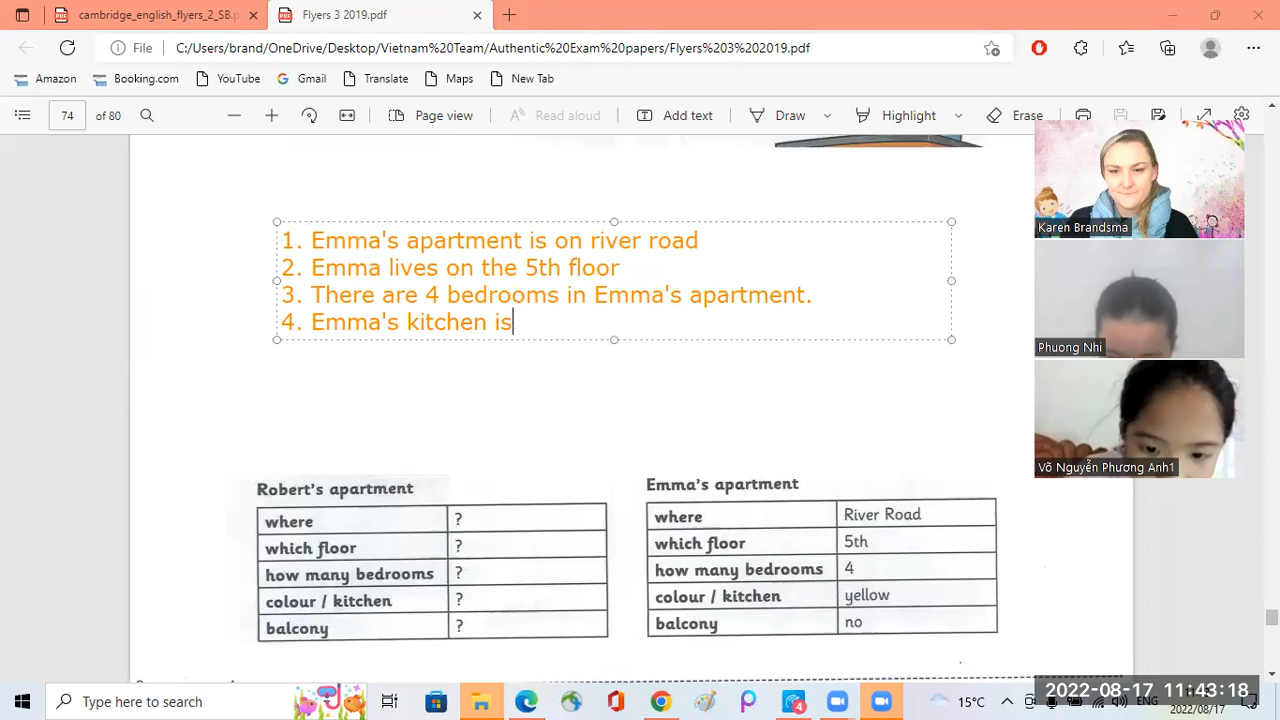 cambridge_english_flyers_2_SB.p
Flyers 3 2019.pdf
File
C:/Users/brand/OneDrive/Desktop/Vietnam%20Team/Authentic%20Exam%20papers/Flyers%203%202019.pdf
Amazon
Booking.com
YouTube
Gmail
Translate
Maps
New Tab
74 of 80
Page view
Read aloud
Add text
Draw
Highlight
Erase
Karen Brandsma
Phuong Nhi
Võ Nguyễn Phương Anh1
1. Emma's apartment is on river road
2. Emma lives on the 5th floor
3. There are 4 bedrooms in Emma's apartment.
4. Emma's kitchen is
Robert's apartment
where ?
which floor ?
how many bedrooms ?
colour / kitchen ?
balcony ?
Emma's apartment
where River Road
which floor 5th
how many bedrooms 4
colour / kitchen yellow
balcony no
Type here to search
4
15°C
ENG
2022-08-17 11:43:18
2022/08/17